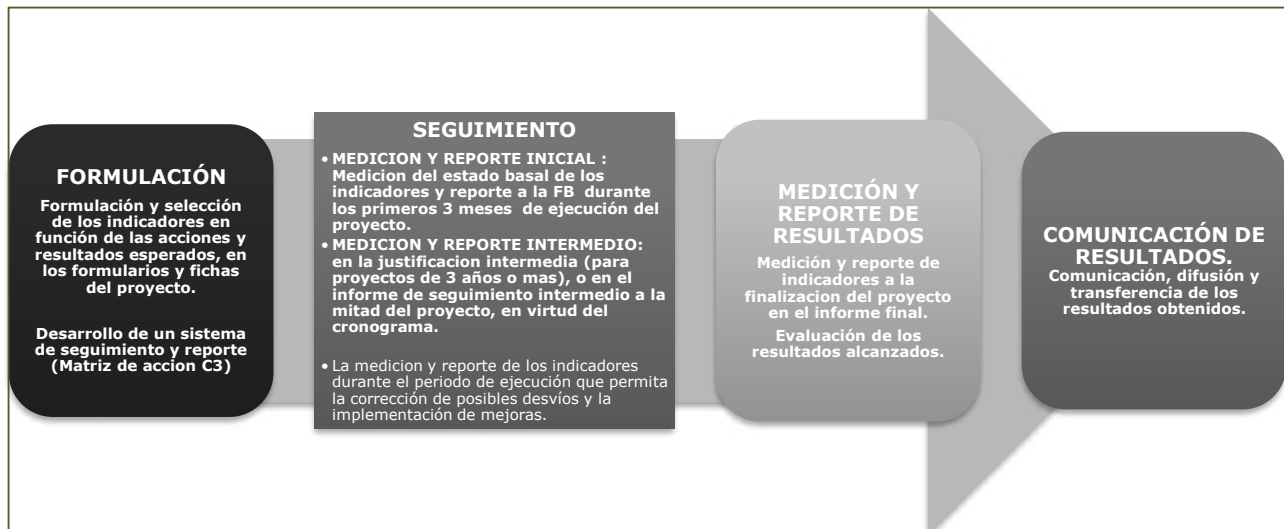 FORMULACIÓN
Formulación y selección
de los indicadores en
función de las acciones y
resultados esperados, en
los formularios y fichas
del proyecto.
Desarrollo de un sistema
de seguimiento y reporte
(Matriz de accion C3)
SEGUIMIENTO
• MEDICION Y REPORTE INICIAL :
Medicion del estado basal de los
indicadores y reporte a la FB durante
los primeros 3 meses de ejecución del
proyecto.
• MEDICION Y REPORTE INTERMEDIO:
en la justificacion intermedia (para
proyectos de 3 años o mas), o en el
informe de seguimiento intermedio a la
mitad del proyecto, en virtud del
cronograma.
• La medicion y reporte de los indicadores
durante el periodo de ejecución que permita
la corrección de posibles desvíos y la
implementación de mejoras.
MEDICIÓN Y
REPORTE DE
RESULTADOS
Medición y reporte de
indicadores a la
finalizacion del proyecto
en el informe final.
Evaluación de los
resultados alcanzados.
COMUNICACIÓN DE
RESULTADOS.
Comunicación, difusión y
transferencia de los
resultados obtenidos.